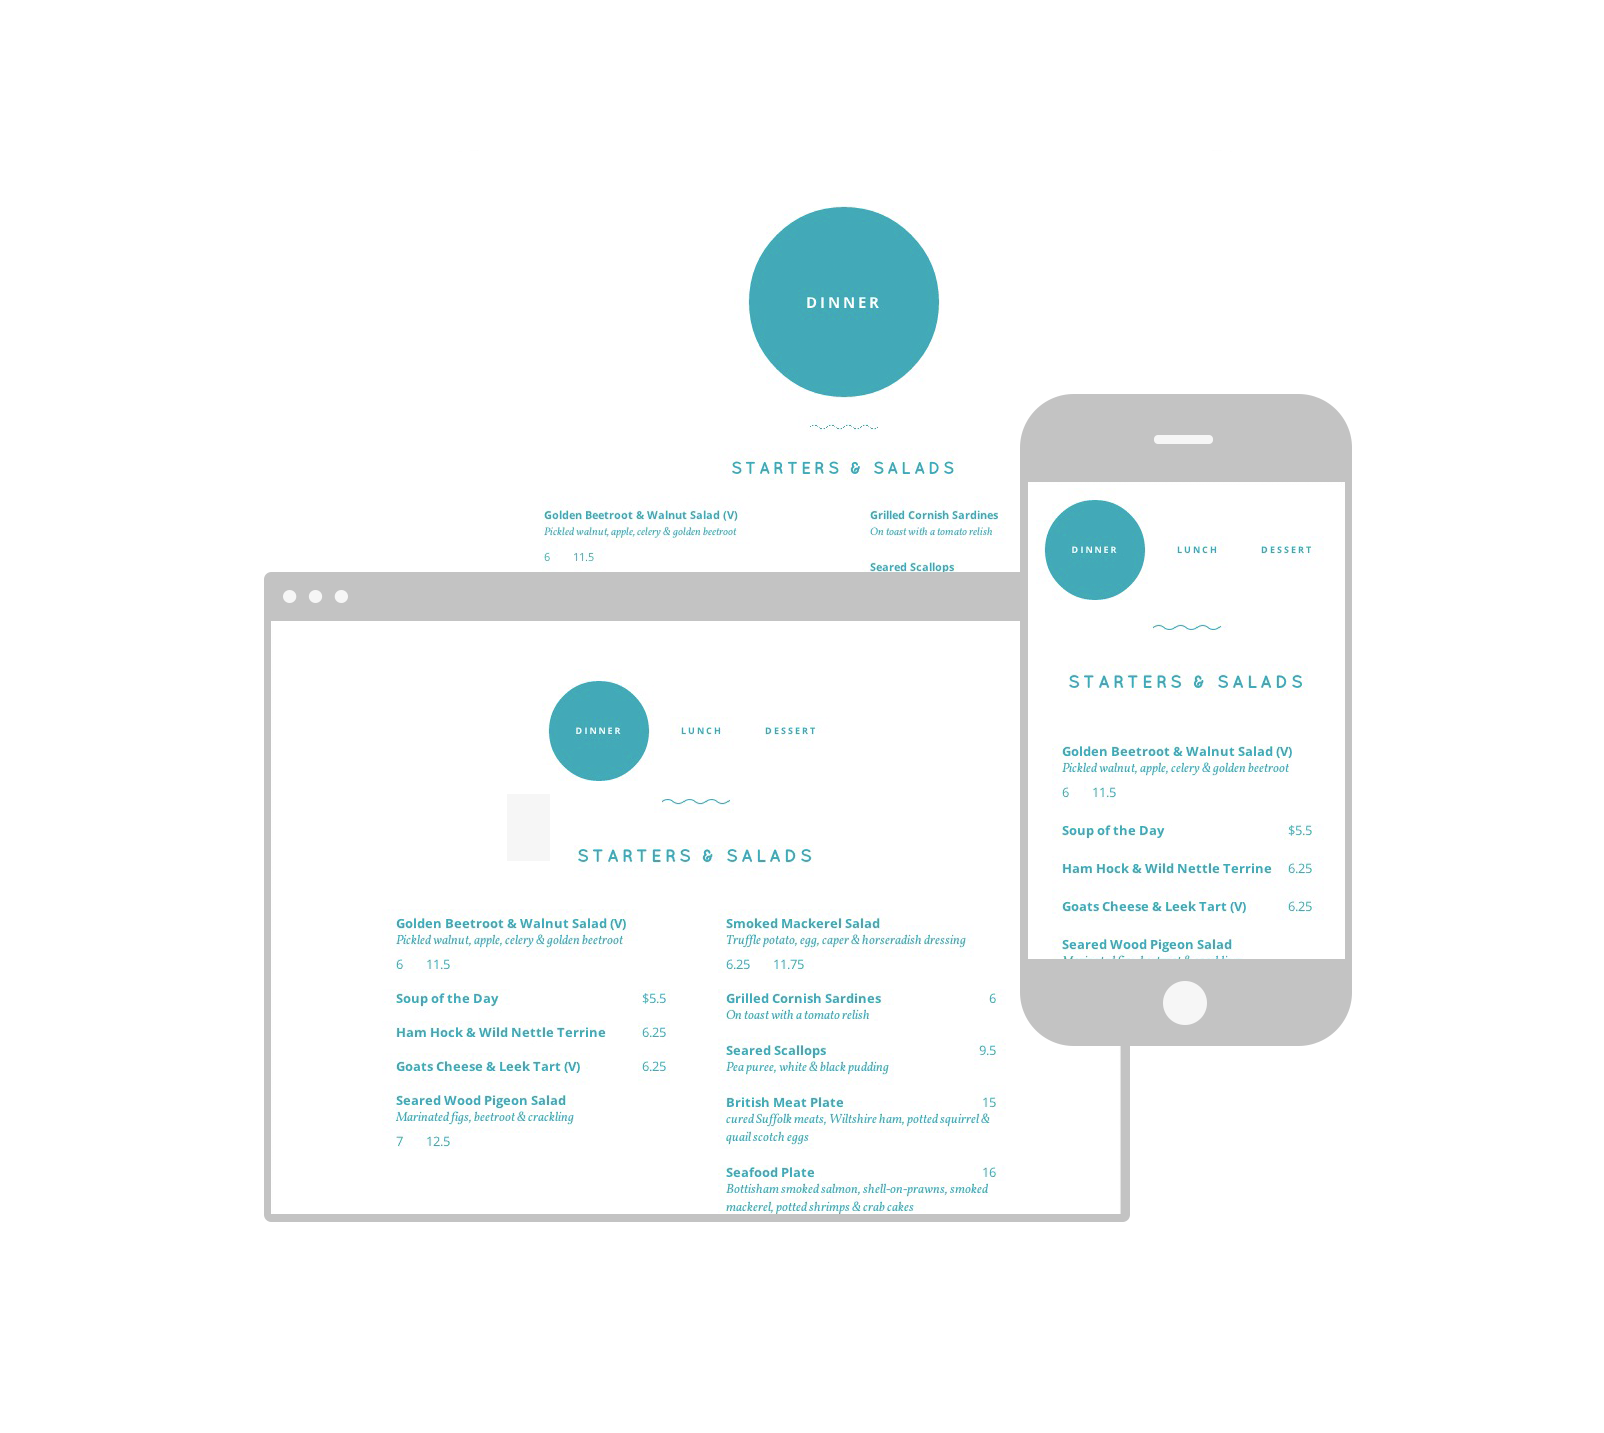 DINNER
STARTERS & SALADS
Golden Beetroot & Walnut Salad (V)
Pickled walnut, apple, celery & golden beetroot
6 11.5
Grilled Cornish Sardines
On toast with a tomato relish
Seared Scallops
DINNER LUNCH DESSERT
STARTERS & SALADS
Golden Beetroot & Walnut Salad (V)
Pickled walnut, apple, celery & golden beetroot
6 11.5
Soup of the Day $5.5
Ham Hock & Wild Nettle Terrine 6.25
Goats Cheese & Leek Tart (V) 6.25
Seared Wood Pigeon Salad
Marinated figs, beetroot & crackling
7 12.5
Smoked Mackerel Salad
Truffle potato, egg, caper & horseradish dressing
6.25 11.75
Grilled Cornish Sardines 6
On toast with a tomato relish
Seared Scallops 9.5
Pea puree, white & black pudding
British Meat Plate 15
cured Suffolk meats, Wiltshire ham, potted squirrel &
quail scotch eggs
Seafood Plate 16
Bottisham smoked salmon, shell-on-prawns, smoked
mackerel, potted shrimps & crab cakes
DINNER LUNCH DESSERT
STARTERS & SALADS
Golden Beetroot & Walnut Salad (V)
Pickled walnut, apple, celery & golden beetroot
6 11.5
Soup of the Day $5.5
Ham Hock & Wild Nettle Terrine 6.25
Goats Cheese & Leek Tart (V) 6.25
Seared Wood Pigeon Salad